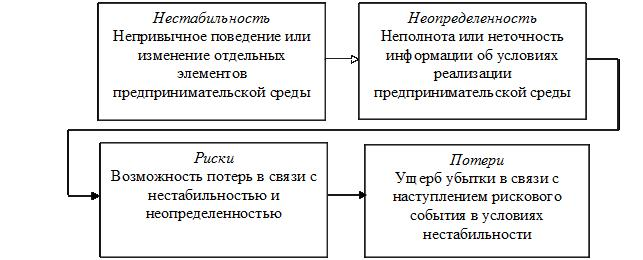 Нестабильность
Непривычное поведение или
изменение отдельных
элементов
предпринимательской среды
Неопределенность
Неполнота или неточность
информации об условиях
реализации
предпринимательской среды
Риски
Возможность потерь в связи с
нестабильностью и
неопределенностью
Потери
Ущерб убытки в связи с
наступлением рискового
события в условиях
нестабильности